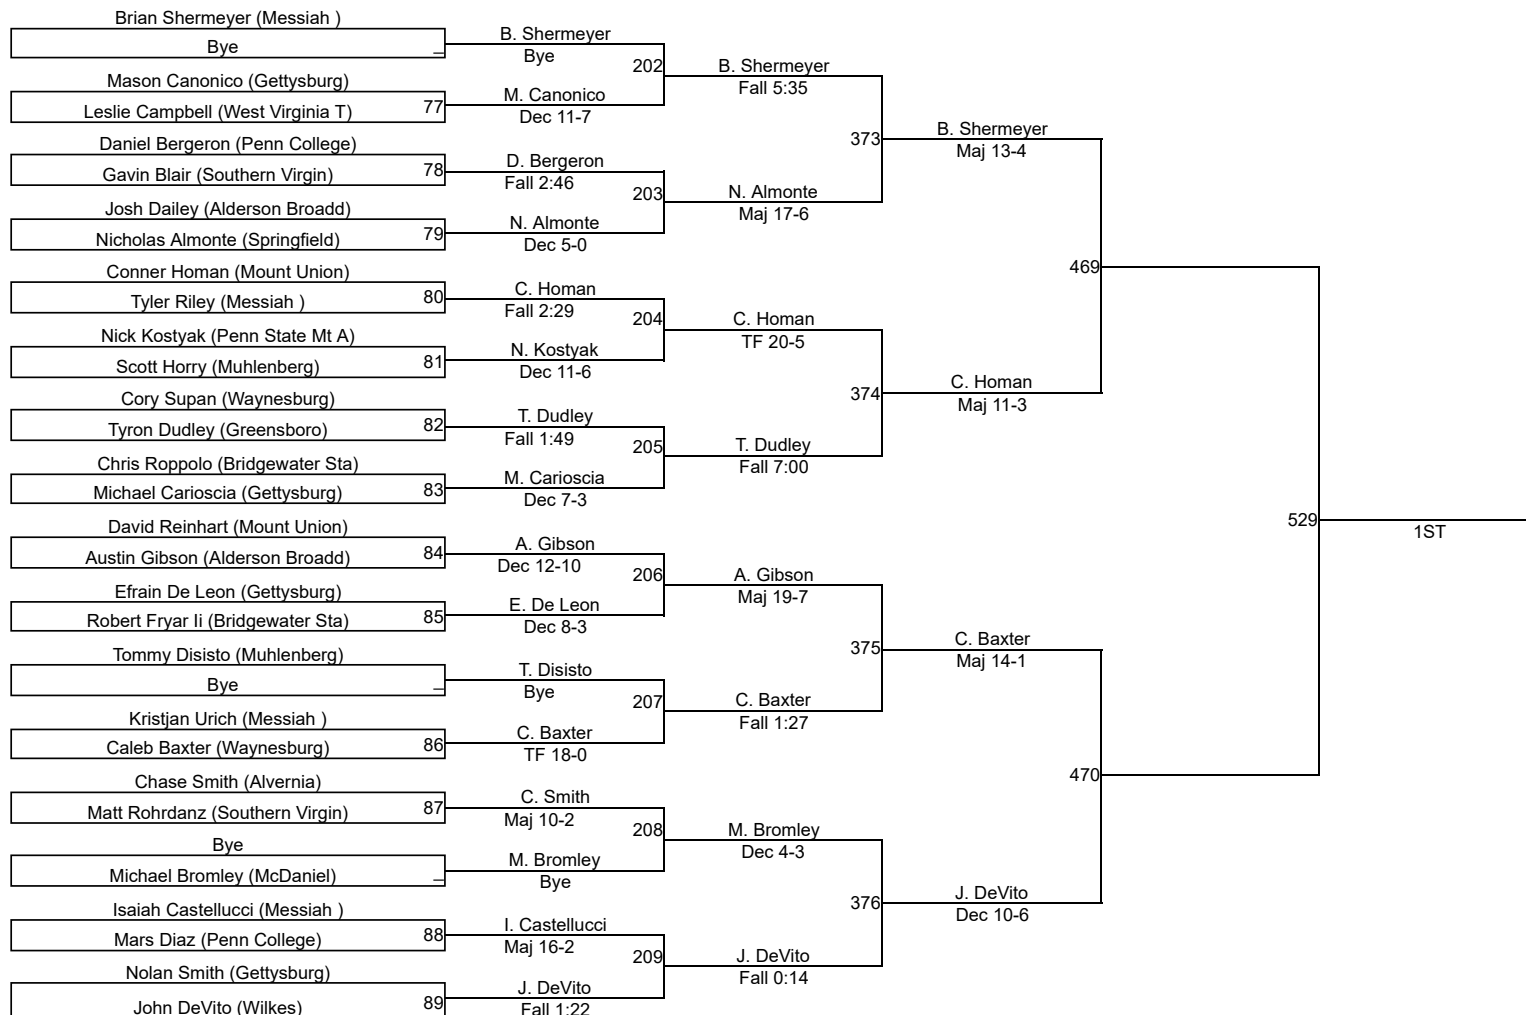 Brian Shermeyer (Messiah )
Bye
_
Mason Canonico (Gettysburg)
Leslie Campbell (West Virginia T)
77
Daniel Bergeron (Penn College)
Gavin Blair (Southern Virgin)
78
Josh Dailey (Alderson Broadd)
Nicholas Almonte (Springfield)
79
Conner Homan (Mount Union)
Tyler Riley (Messiah )
80
Nick Kostyak (Penn State Mt A)
Scott Horry (Muhlenberg)
81
Cory Supan (Waynesburg)
Tyron Dudley (Greensboro)
82
Chris Roppolo (Bridgewater Sta)
Michael Carioscia (Gettysburg)
83
David Reinhart (Mount Union)
Austin Gibson (Alderson Broadd)
84
Efrain De Leon (Gettysburg)
Robert Fryar Ii (Bridgewater Sta)
85
Tommy Disisto (Muhlenberg)
Bye
_
Kristjan Urich (Messiah )
Caleb Baxter (Waynesburg)
86
Chase Smith (Alvernia)
Matt Rohrdanz (Southern Virgin)
87
Bye
Michael Bromley (McDaniel)
_
Isaiah Castellucci (Messiah )
Mars Diaz (Penn College)
88
Nolan Smith (Gettysburg)
John DeVito (Wilkes)
89
B. Shermeyer
Bye
202
M. Canonico
Dec 11-7
D. Bergeron
Fall 2:46
203
N. Almonte
Dec 5-0
C. Homan
Fall 2:29
204
N. Kostyak
Dec 11-6
T. Dudley
Fall 1:49
205
M. Carioscia
Dec 7-3
A. Gibson
Dec 12-10
206
E. De Leon
Dec 8-3
T. Disisto
Bye
207
C. Baxter
TF 18-0
C. Smith
Maj 10-2
208
M. Bromley
Bye
I. Castellucci
Maj 16-2
209
J. DeVito
Fall 1:22
B. Shermeyer
Fall 5:35
373
N. Almonte
Maj 17-6
C. Homan
TF 20-5
374
T. Dudley
Fall 7:00
A. Gibson
Maj 19-7
375
C. Baxter
Fall 1:27
M. Bromley
Dec 4-3
376
J. DeVito
Fall 0:14
B. Shermeyer
Maj 13-4
469
C. Homan
Maj 11-3
C. Baxter
Maj 14-1
470
J. DeVito
Dec 10-6
529
1ST